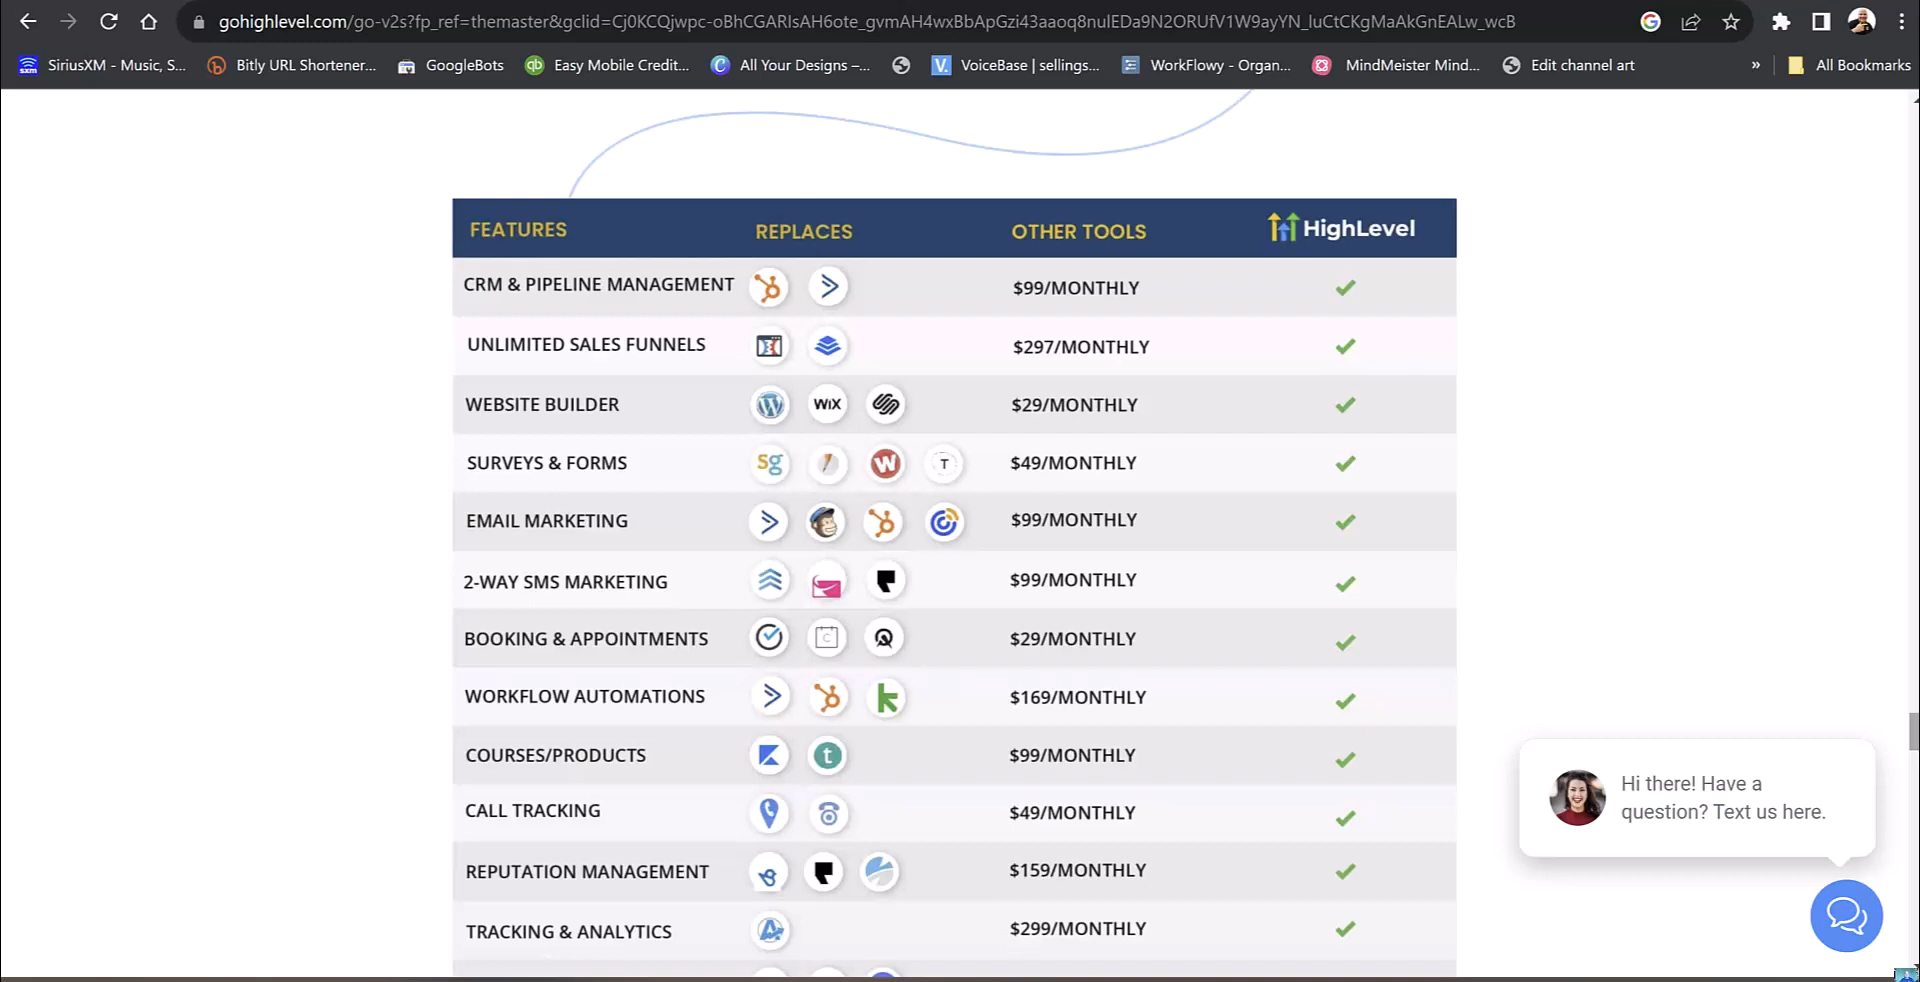 gohighlevel.com/go-v2s?fp_ref=themaster&gclid=Cj0KCQjwpc-oBhCGARIsAH6ote_gvmAH4wxBbApGzi43aaoq8nulEDa9N2ORUfV1W9ayYN_luCtCKgMaAkGnEALw_wcB
SiriusXM - Music, S... Bitly URL Shortener... GoogleBots Easy Mobile Credit... All Your Designs –... VoiceBase | sellings... WorkFlowy - Organ... MindMeister Mind... Edit channel art » All Bookmarks
FEATURES REPLACES OTHER TOOLS HighLevel
CRM & PIPELINE MANAGEMENT $99/MONTHLY
UNLIMITED SALES FUNNELS $297/MONTHLY
WEBSITE BUILDER WiX $29/MONTHLY
SURVEYS & FORMS sg W T $49/MONTHLY
EMAIL MARKETING $99/MONTHLY
2-WAY SMS MARKETING $99/MONTHLY
BOOKING & APPOINTMENTS $29/MONTHLY
WORKFLOW AUTOMATIONS $169/MONTHLY
COURSES/PRODUCTS t $99/MONTHLY
CALL TRACKING $49/MONTHLY
REPUTATION MANAGEMENT $159/MONTHLY
TRACKING & ANALYTICS $299/MONTHLY
Hi there! Have a
question? Text us here.